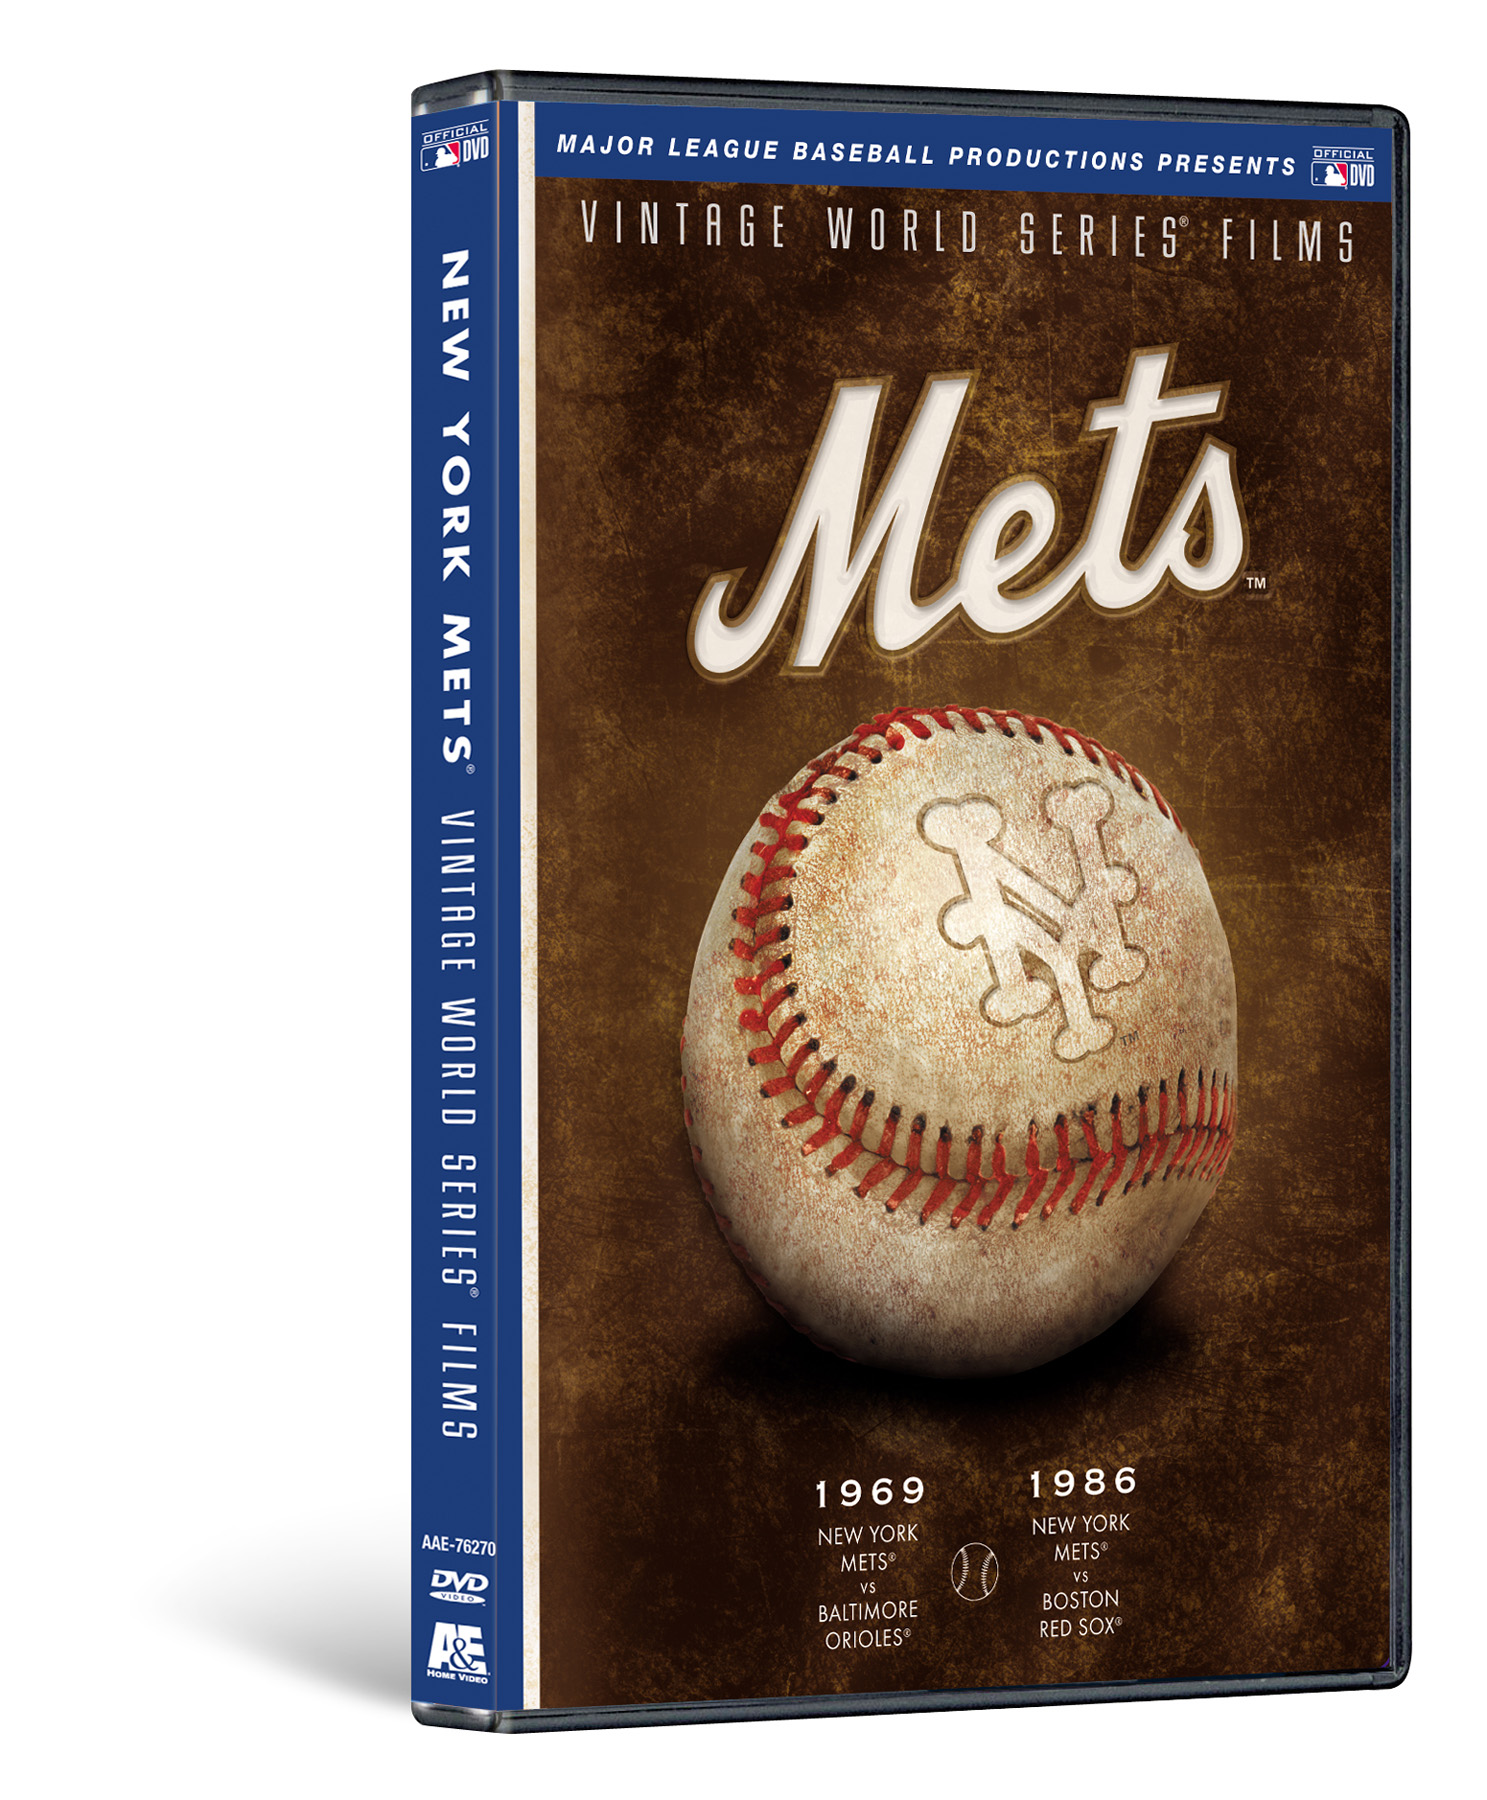 OFFICIAL
DVD
NEW YORK METS® VINTAGE WORLD SERIES® FILMS
AAE-76270
DVD
VIDEO
A&E
HOME VIDEO
MAJOR LEAGUE BASEBALL PRODUCTIONS PRESENTS
OFFICIAL
DVD
VINTAGE WORLD SERIES® FILMS
Mets™
NY™
1969
NEW YORK
METS®
vs
BALTIMORE
ORIOLES®
1986
NEW YORK
METS®
vs
BOSTON
RED SOX®